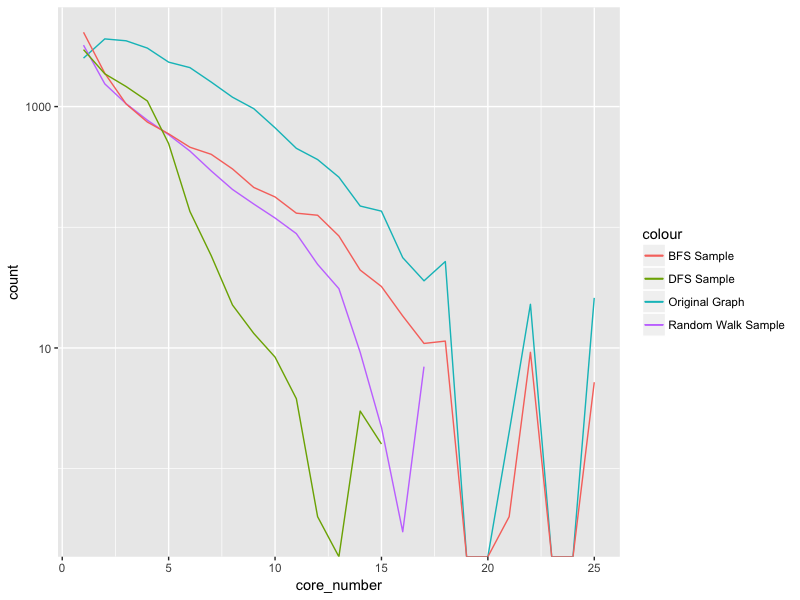 1000
10
count
0
5
10
15
20
25
core_number
colour
BFS Sample
DFS Sample
Original Graph
Random Walk Sample